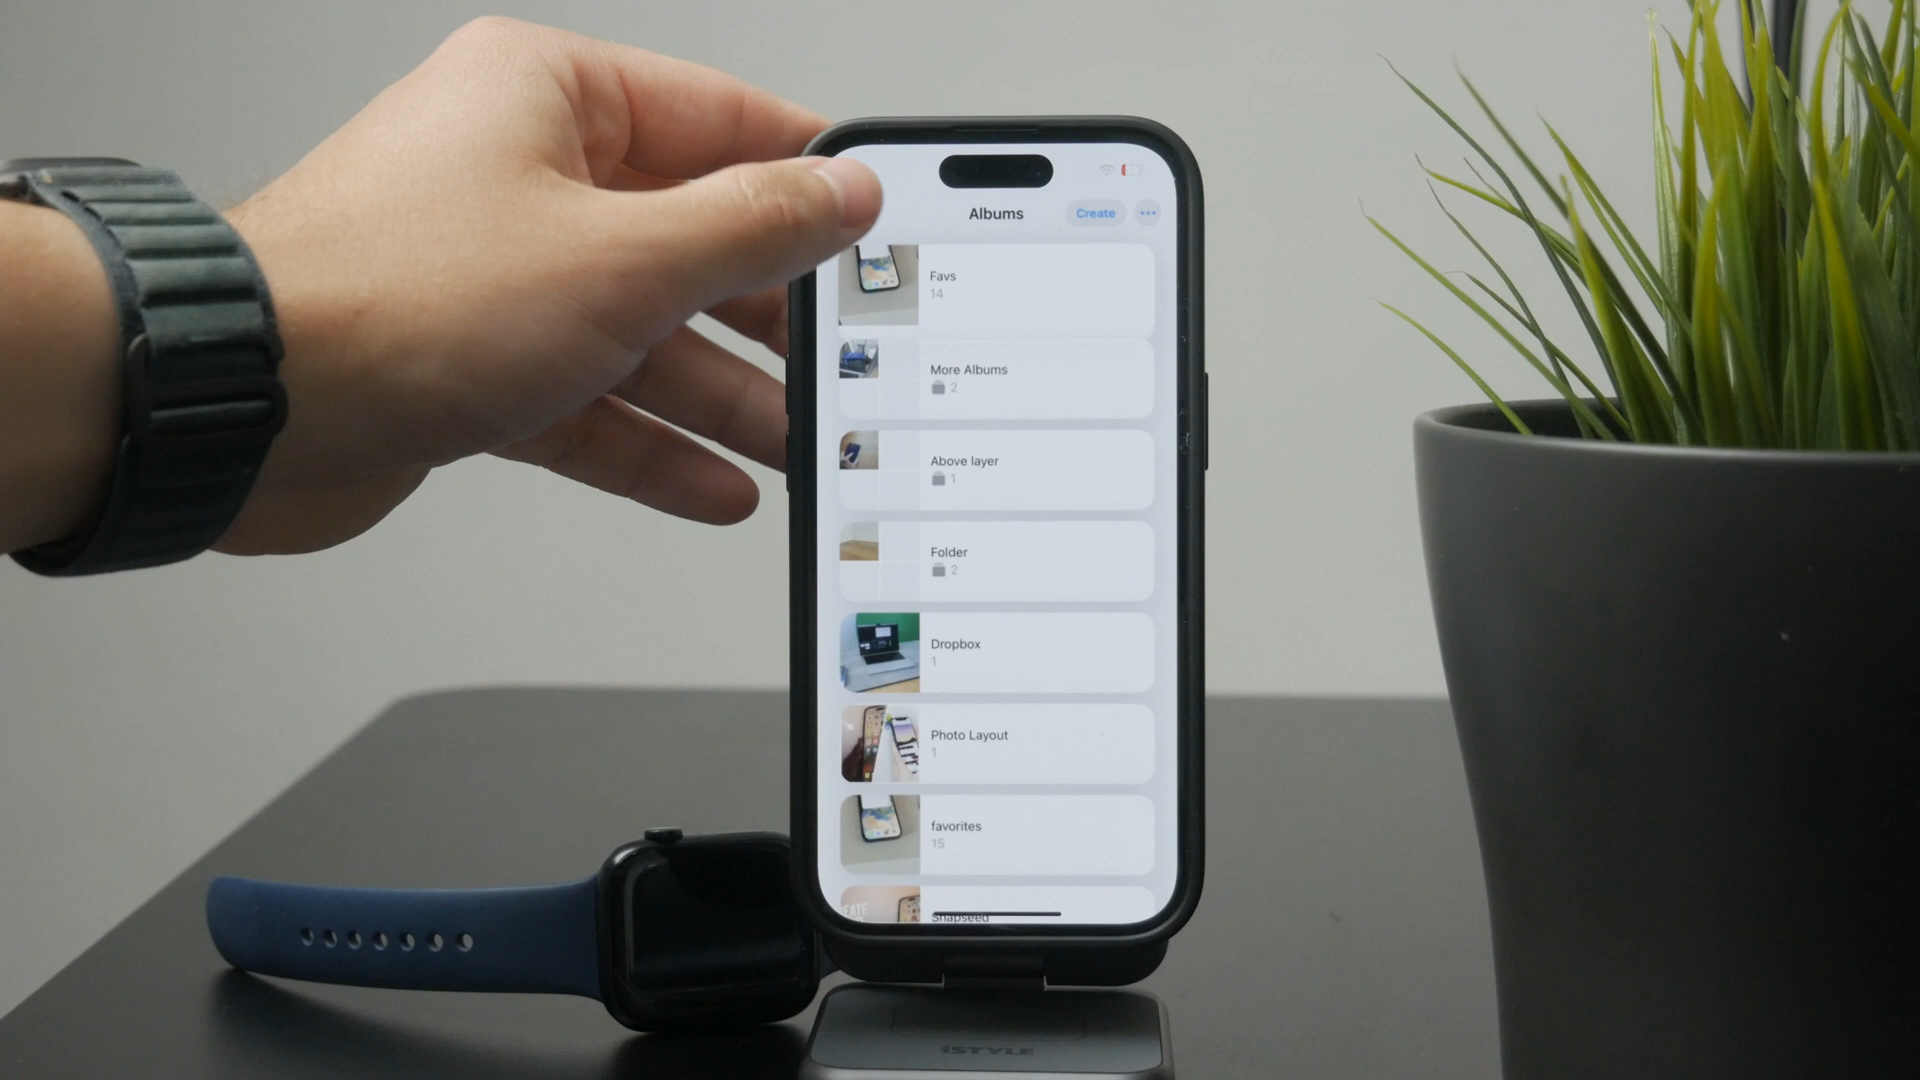 Albums
Create
Favs
14
More Albums
2
Above layer
1
Folder
2
Dropbox
1
Photo Layout
1
favorites
15
Snapseed
iSTYLE